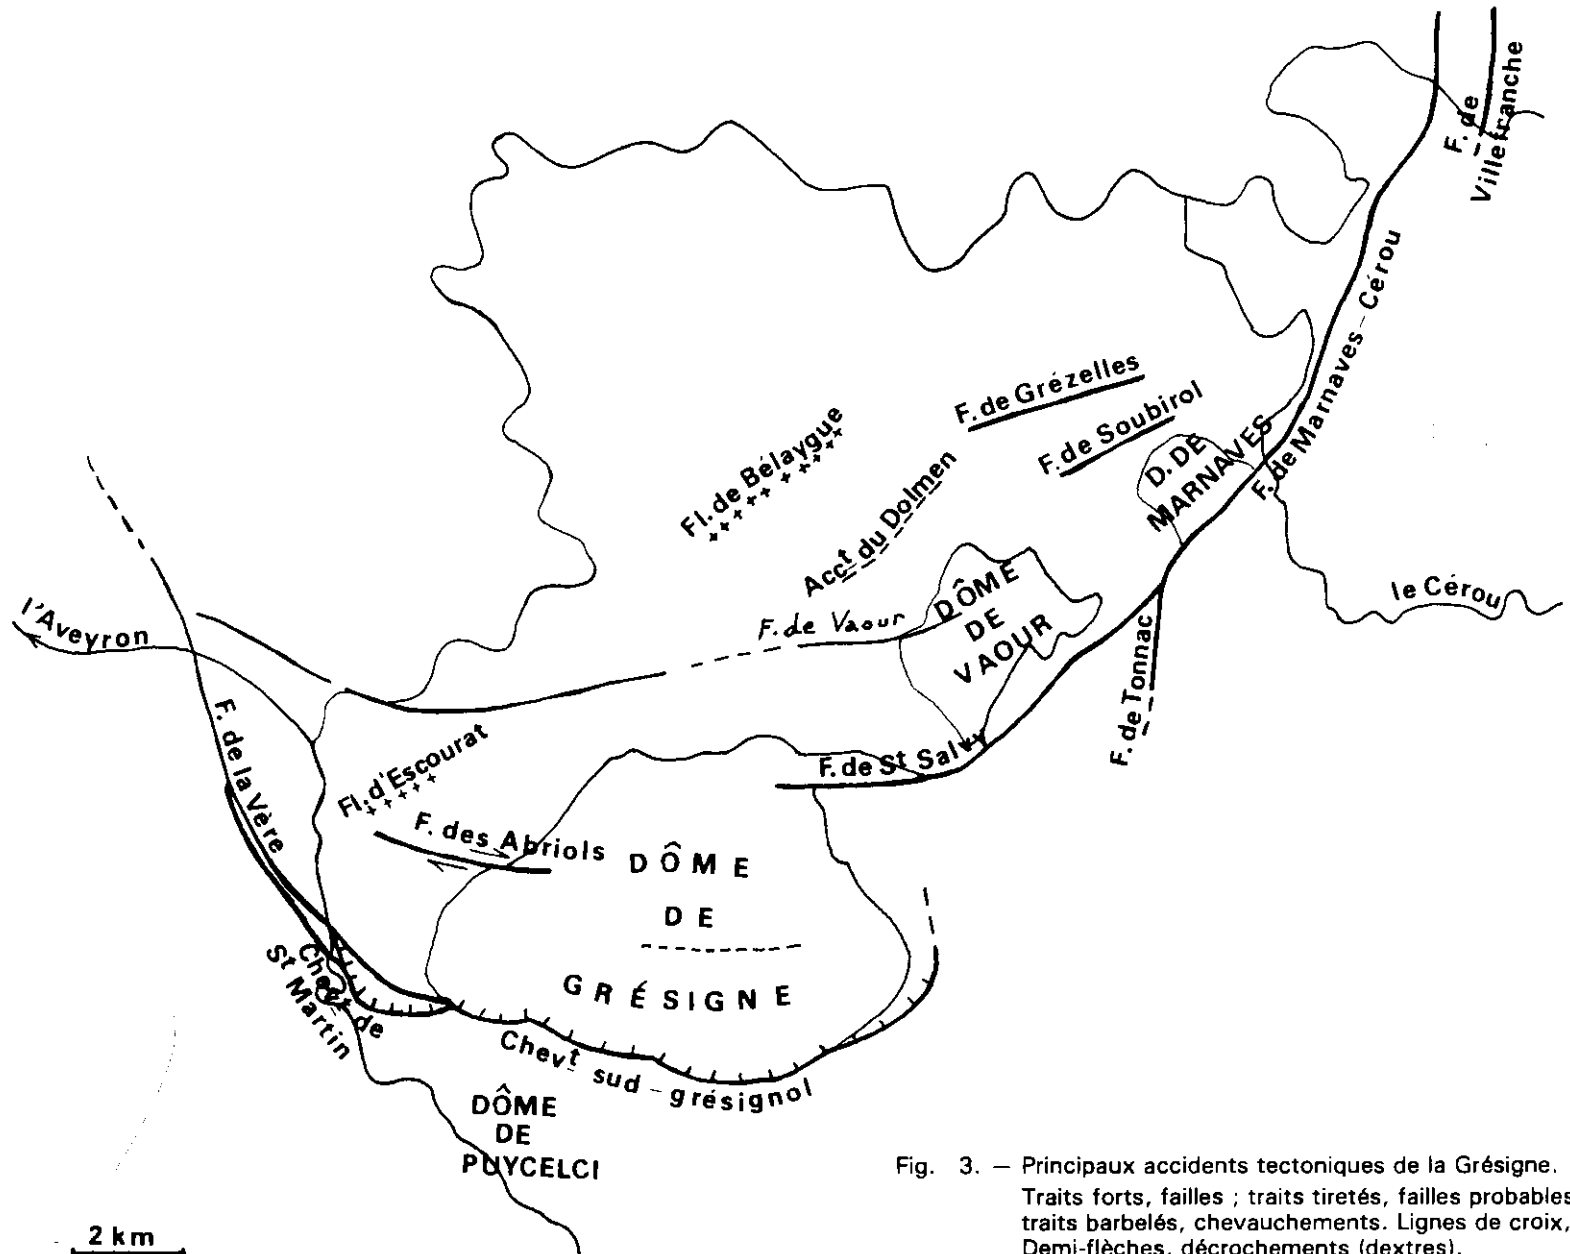 F. de
Villefranche
F. de Marnaves - Cérou
F. de Grézelles
F. de Soubirol
Fl. de Bélaygue
Acct du Dolmen
D. DE
MARNAVES
le Cérou
l'Aveyron
F. de Vaour
DÔME
DE
VAOUR
F. de Tonnac
F. de la Vère
Fl. d'Escourat
F. de St Salvy
F. des Abriols
DÔME
DE
GRÉSIGNE
Chevt de
St Martin
Chevt sud-grésignol
DÔME
DE
PUYCELCI
2 km
Fig. 3. — Principaux accidents tectoniques de la Grésigne.
Traits forts, failles ; traits tiretés, failles probables
traits barbelés, chevauchements. Lignes de croix,
Demi-flèches, décrochements (dextres).